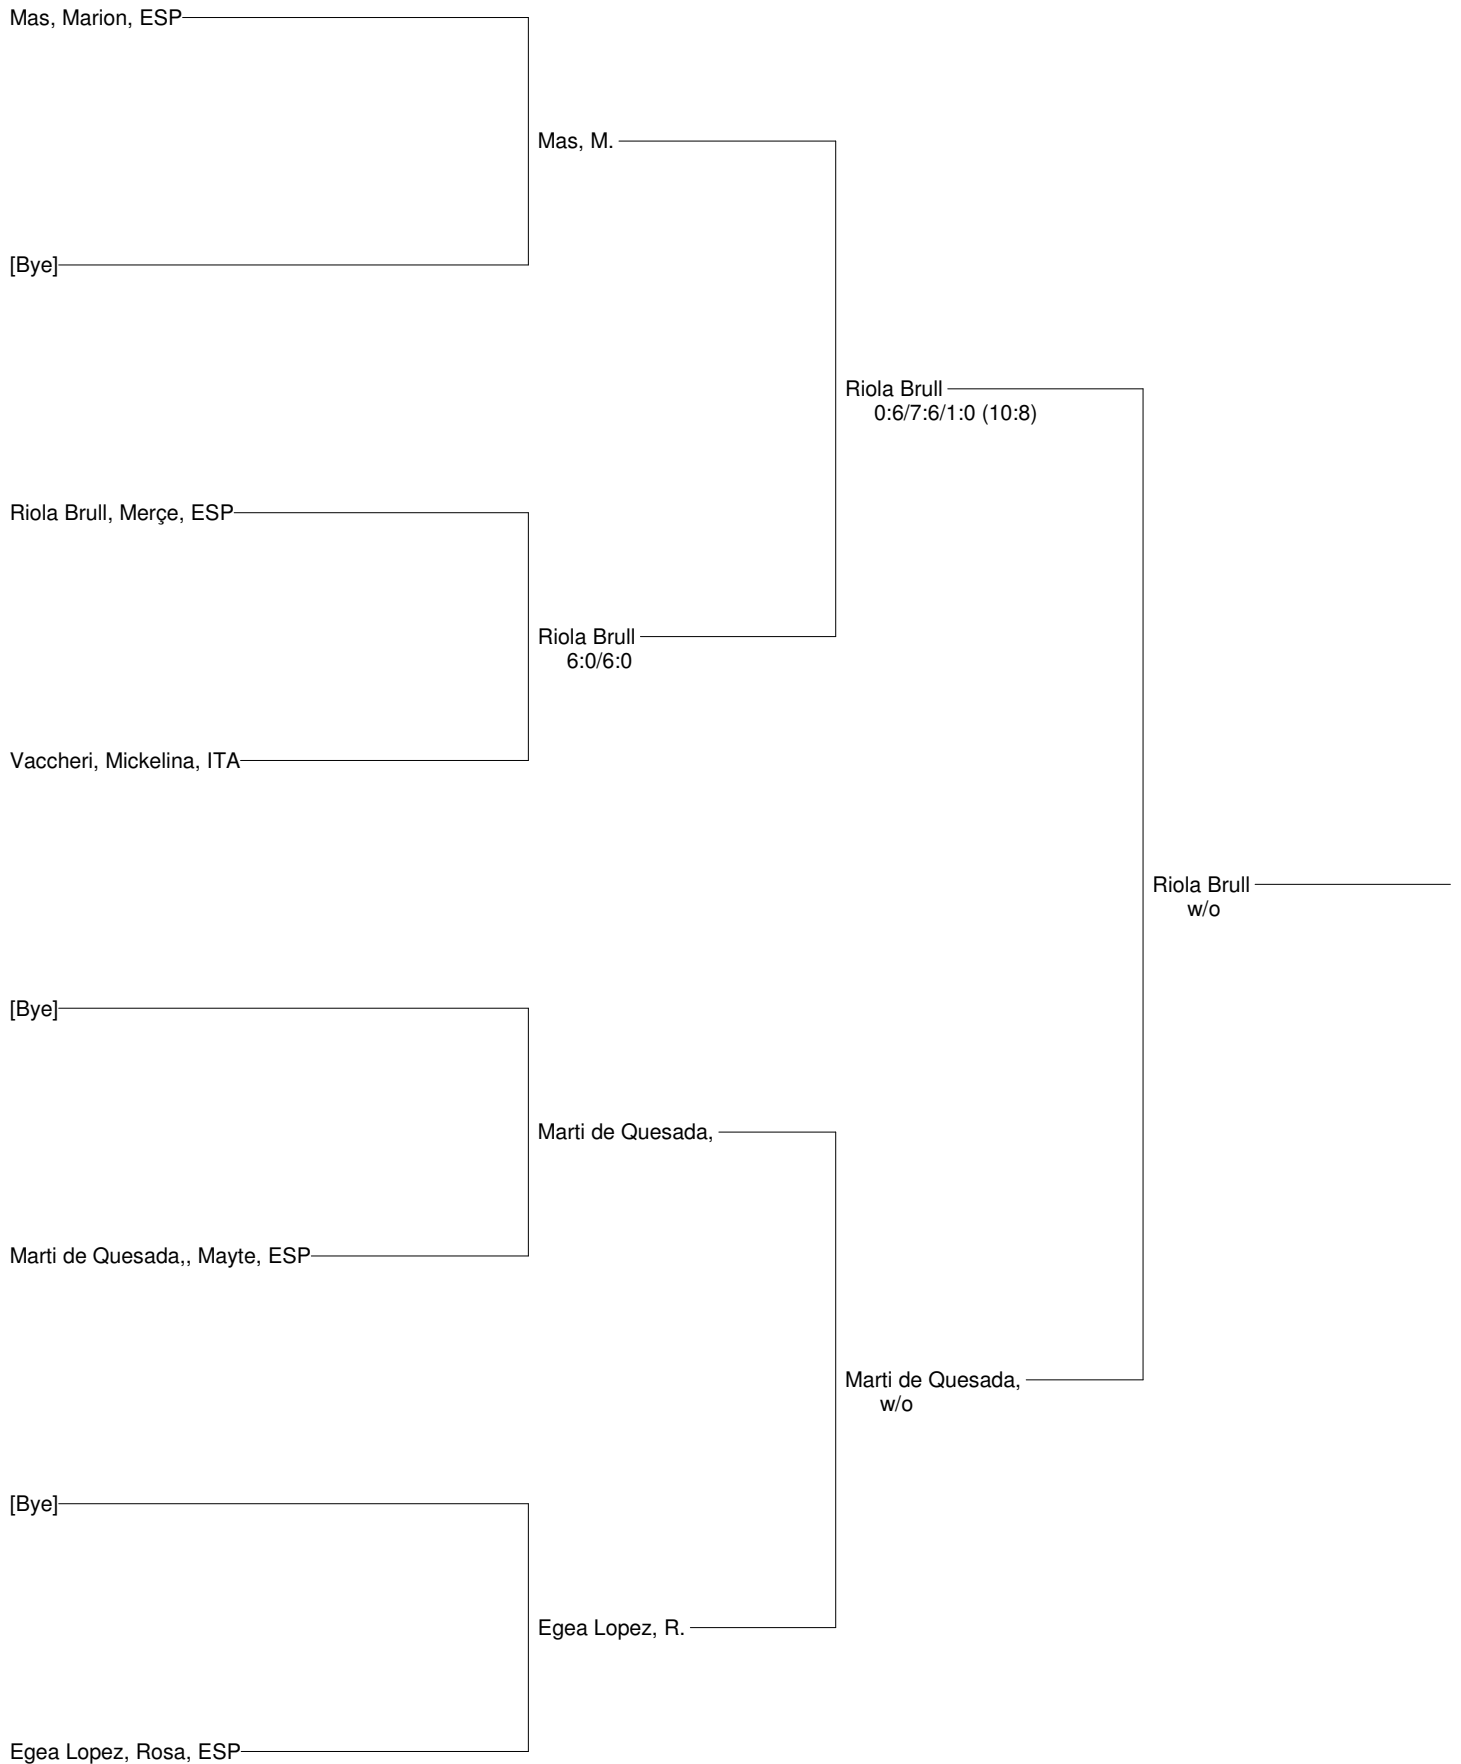 Mas, Marion, ESP
Mas, M.
[Bye]
Riola Brull
0:6/7:6/1:0 (10:8)
Riola Brull, Merçe, ESP
Riola Brull
6:0/6:0
Vaccheri, Mickelina, ITA
Riola Brull
w/o
[Bye]
Marti de Quesada,
Marti de Quesada,, Mayte, ESP
Marti de Quesada,
w/o
[Bye]
Egea Lopez, R.
Egea Lopez, Rosa, ESP